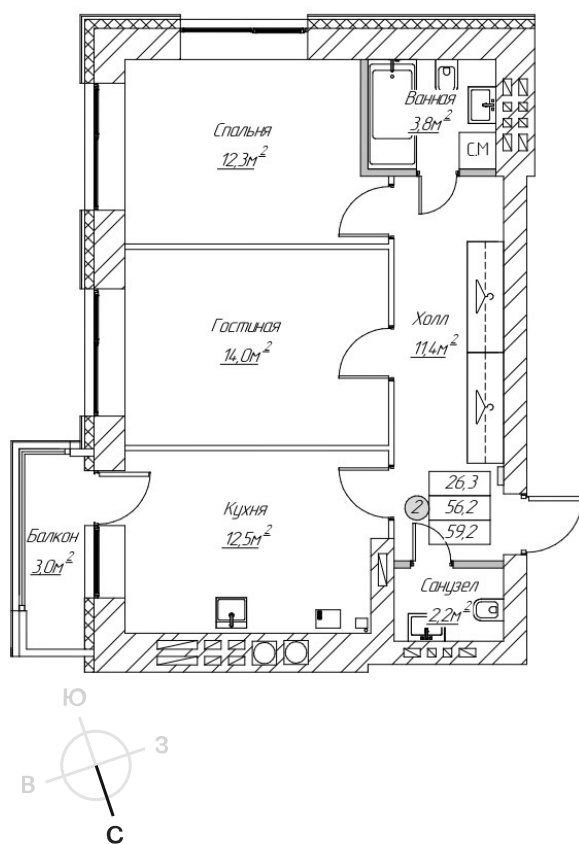 Спальня
12,3м²
Ванная
3,8м²
С.М
Гостиная
14,0м²
Холл
11,4м²
Кухня
12,5м²
Балкон
3,0м²
2
26,3
56,2
59,2
Санузел
2,2м²
Ю
З
В
С